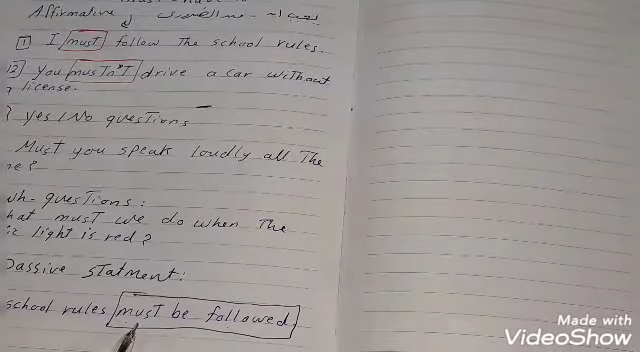 Affirmative
1 I must follow the school rules.
2 you mustn't drive a car without
license.
yes/No questions
Must you speak loudly all The
wh- questions:
hat must we do when the
ic light is red?
passive statment:
school rules must be followed.
Made with
VideoShow